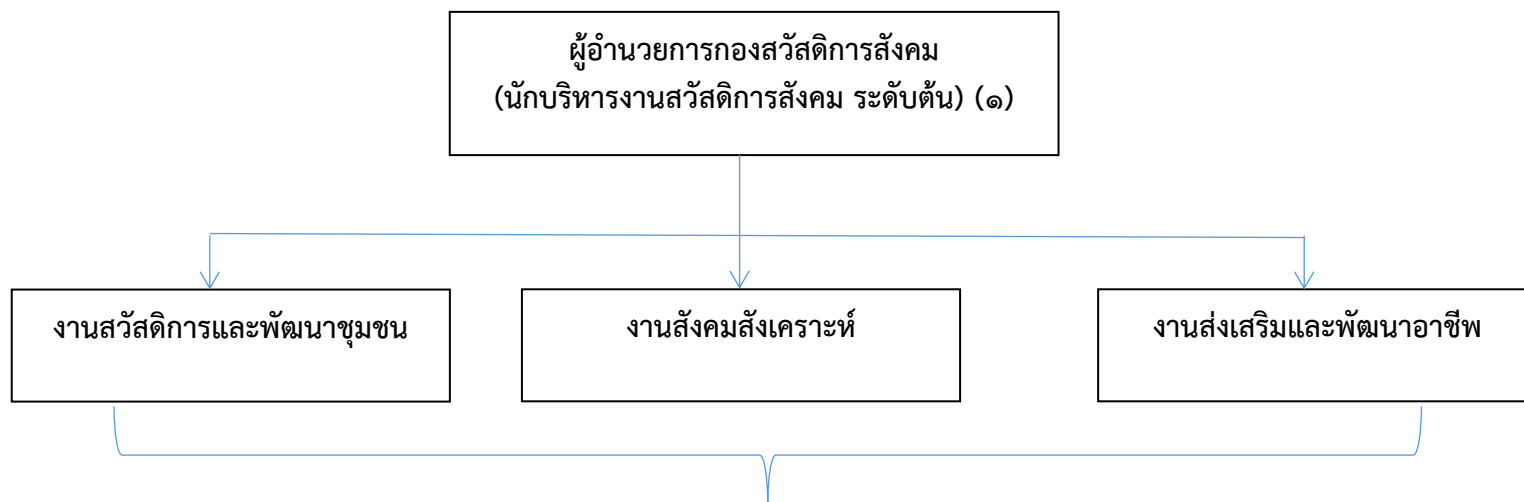 ผู้อำนวยการกองสวัสดิการสังคม
(นักบริหารงานสวัสดิการสังคม ระดับต้น) (๑)
งานสวัสดิการและพัฒนาชุมชน
งานสังคมสังเคราะห์
งานส่งเสริมและพัฒนาอาชีพ